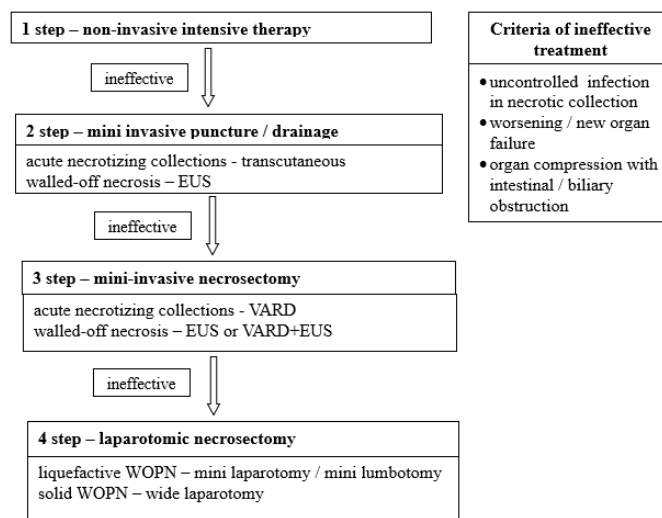 1 step – non-invasive intensive therapy
ineffective
2 step – mini invasive puncture / drainage
acute necrotizing collections - transcutaneous
walled-off necrosis – EUS
ineffective
3 step – mini-invasive necrosectomy
acute necrotizing collections - VARD
walled-off necrosis – EUS or VARD+EUS
ineffective
4 step – laparotomic necrosectomy
liquefactive WOPN – mini laparotomy / mini lumbotomy
solid WOPN – wide laparotomy
Criteria of ineffective
treatment
• uncontrolled infection
in necrotic collection
• worsening / new organ
failure
• organ compression with
intestinal / biliary
obstruction